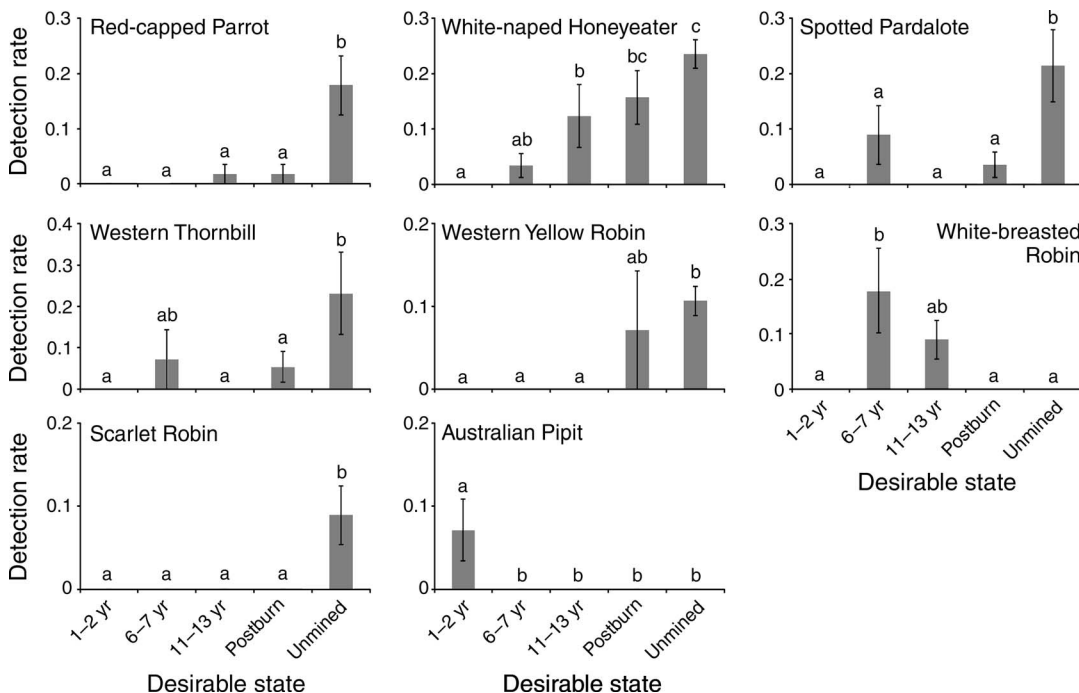 Detection rate
0.3
0.2
0.1
0
Red-capped Parrot
a
a
a
a
b
0.3
0.2
0.1
0
White-naped Honeyeater
a
ab
b
bc
c
0.3
0.2
0.1
0
Spotted Pardalote
a
a
a
a
b
Detection rate
0.4
0.3
0.2
0.1
0
Western Thornbill
a
ab
a
a
b
0.2
0.1
0
Western Yellow Robin
a
a
a
ab
b
0.3
0.2
0.1
0
White-breasted
Robin
a
b
ab
a
a
1–2 yr
6–7 yr
11–13 yr
Postburn
Unmined
Desirable state
Detection rate
0.2
0.1
0
Scarlet Robin
a
a
a
a
b
1–2 yr
6–7 yr
11–13 yr
Postburn
Unmined
Desirable state
0.2
0.1
0
Australian Pipit
a
b
b
b
b
1–2 yr
6–7 yr
11–13 yr
Postburn
Unmined
Desirable state